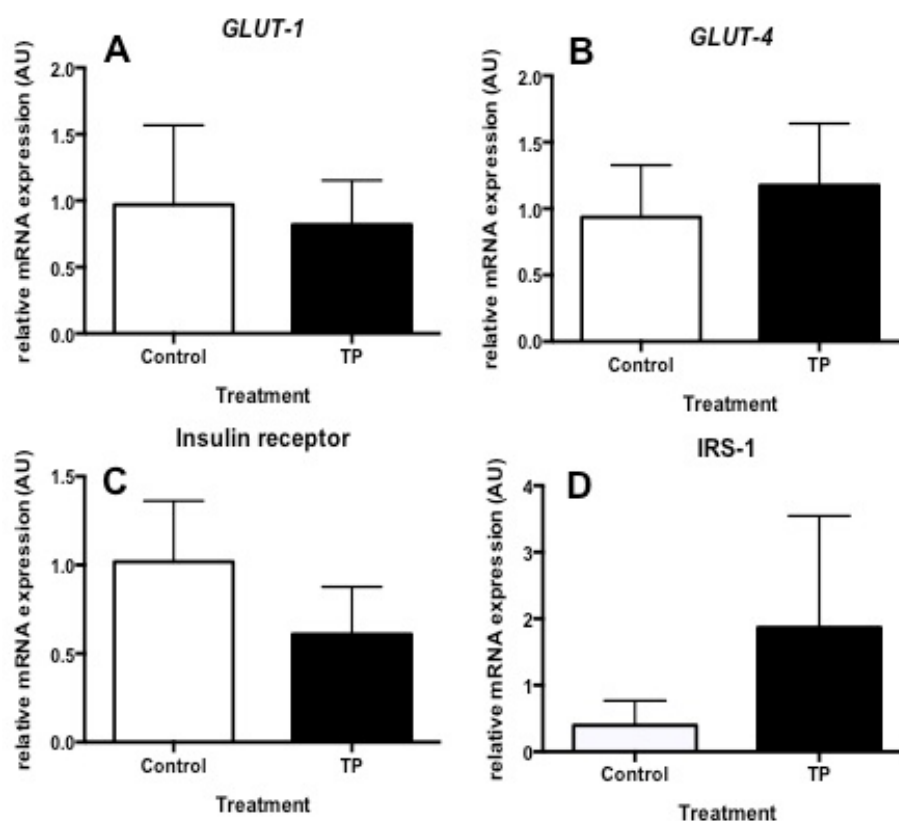 A
GLUT-1
relative mRNA expression (AU)
2.0
1.5
1.0
0.5
0.0
Control
TP
Treatment
B
GLUT-4
relative mRNA expression (AU)
2.0
1.5
1.0
0.5
0.0
Control
TP
Treatment
C
Insulin receptor
relative mRNA expression (AU)
1.5
1.0
0.5
0.0
Control
TP
Treatment
D
IRS-1
relative mRNA expression (AU)
4
3
2
1
0
Control
TP
Treatment